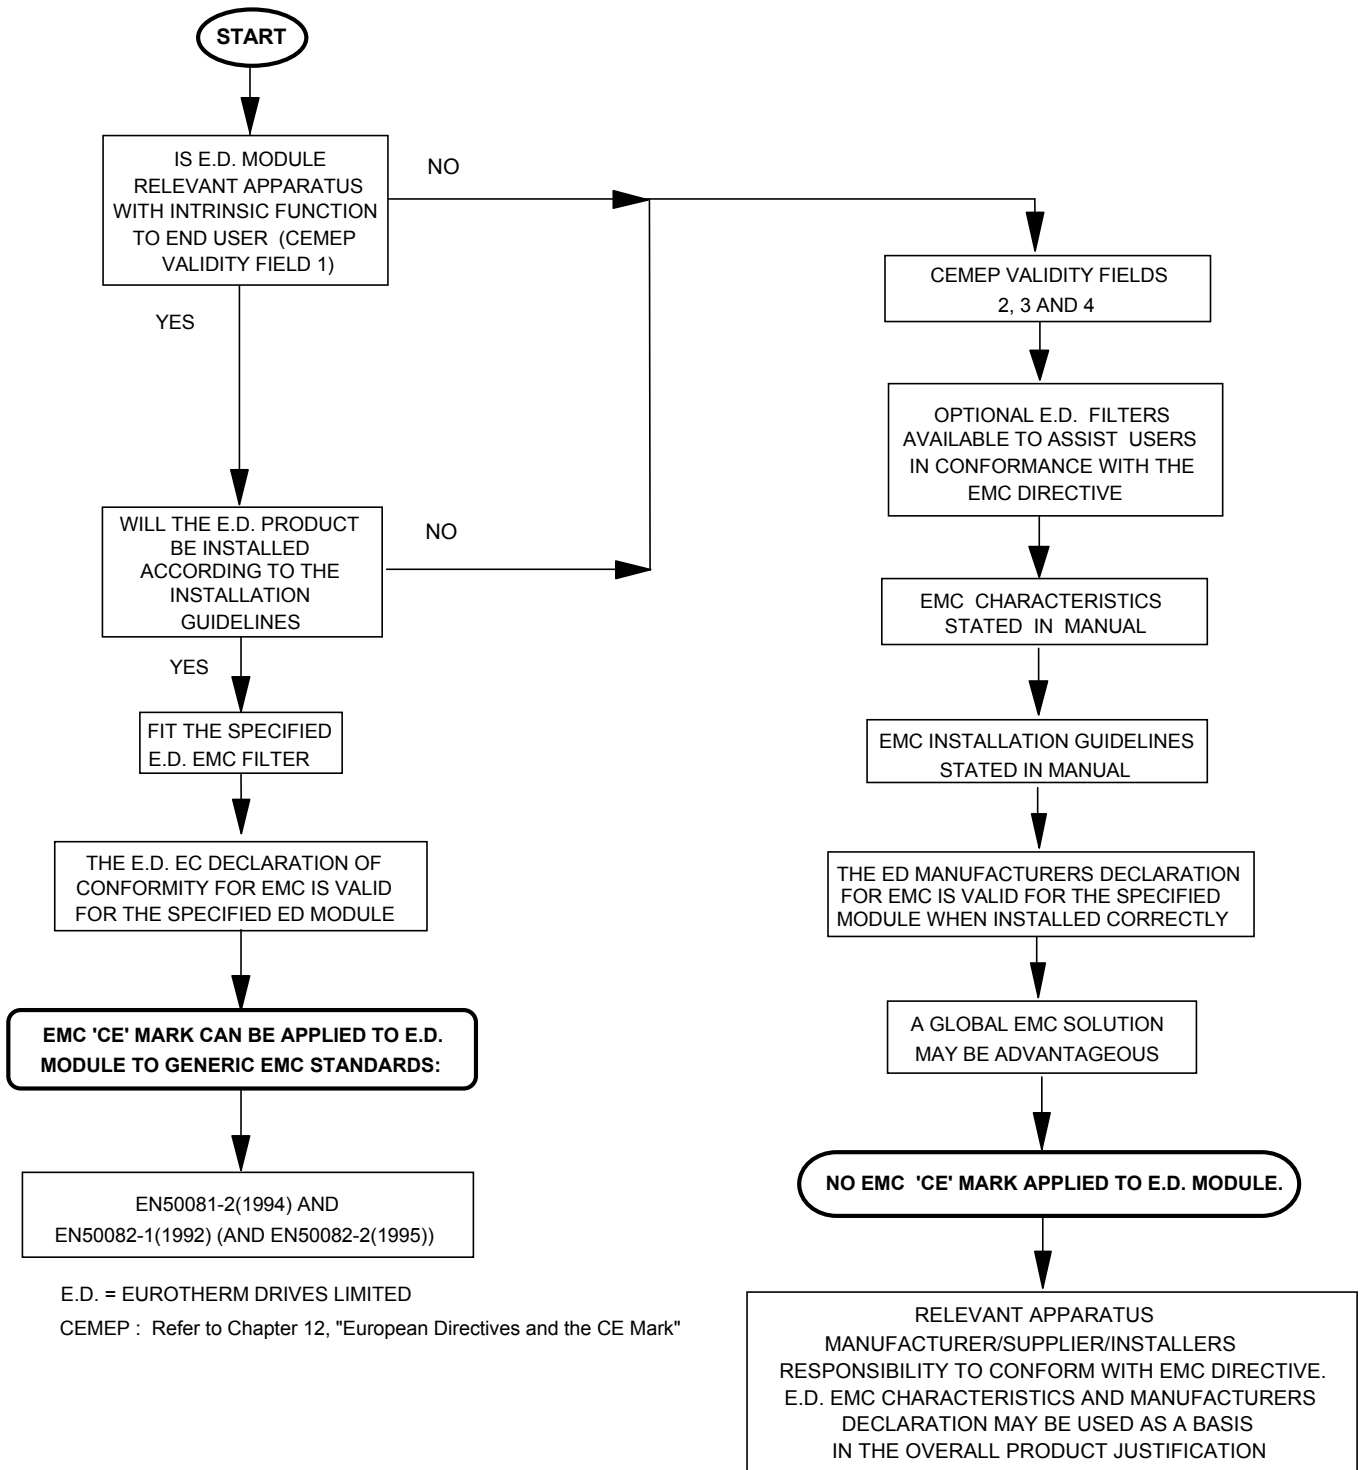 START
IS E.D. MODULE
RELEVANT APPARATUS
WITH INTRINSIC FUNCTION
TO END USER (CEMEP
VALIDITY FIELD 1)
NO
YES
WILL THE E.D. PRODUCT
BE INSTALLED
ACCORDING TO THE
INSTALLATION
GUIDELINES
NO
YES
FIT THE SPECIFIED
E.D. EMC FILTER
THE E.D. EC DECLARATION OF
CONFORMITY FOR EMC IS VALID
FOR THE SPECIFIED ED MODULE
EMC 'CE' MARK CAN BE APPLIED TO E.D.
MODULE TO GENERIC EMC STANDARDS:
EN50081-2(1994) AND
EN50082-1(1992) (AND EN50082-2(1995))
E.D. = EUROTHERM DRIVES LIMITED
CEMEP : Refer to Chapter 12, "European Directives and the CE Mark"
CEMEP VALIDITY FIELDS
2, 3 AND 4
OPTIONAL E.D. FILTERS
AVAILABLE TO ASSIST USERS
IN CONFORMANCE WITH THE
EMC DIRECTIVE
EMC CHARACTERISTICS
STATED IN MANUAL
EMC INSTALLATION GUIDELINES
STATED IN MANUAL
THE ED MANUFACTURERS DECLARATION
FOR EMC IS VALID FOR THE SPECIFIED
MODULE WHEN INSTALLED CORRECTLY
A GLOBAL EMC SOLUTION
MAY BE ADVANTAGEOUS
NO EMC 'CE' MARK APPLIED TO E.D. MODULE.
RELEVANT APPARATUS
MANUFACTURER/SUPPLIER/INSTALLERS
RESPONSIBILITY TO CONFORM WITH EMC DIRECTIVE.
E.D. EMC CHARACTERISTICS AND MANUFACTURERS
DECLARATION MAY BE USED AS A BASIS
IN THE OVERALL PRODUCT JUSTIFICATION